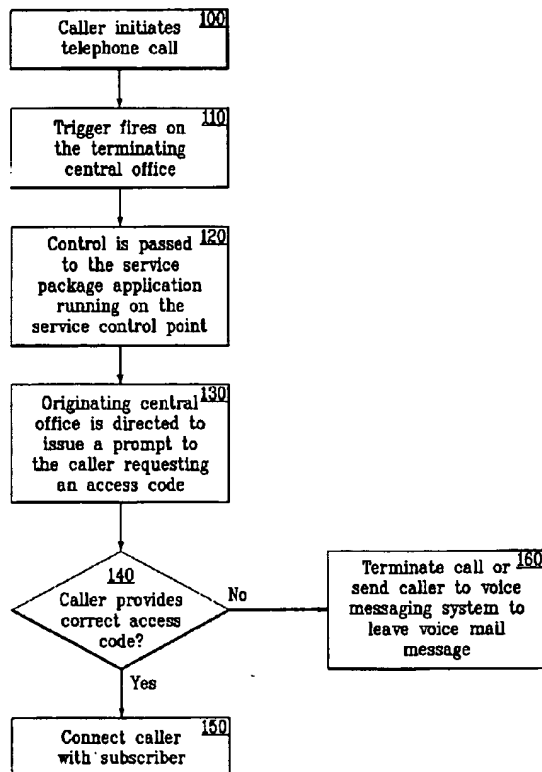 100
Caller initiates
telephone call
110
Trigger fires on
the terminating
central office
120
Control is passed
to the service
package application
running on the
service control point
130
Originating central
office is directed to
issue a prompt to
the caller requesting
an access code
140
Caller provides
correct access
code?
No
160
Terminate call or
send caller to voice
messaging system to
leave voice mail
message
Yes
150
Connect caller
with subscriber